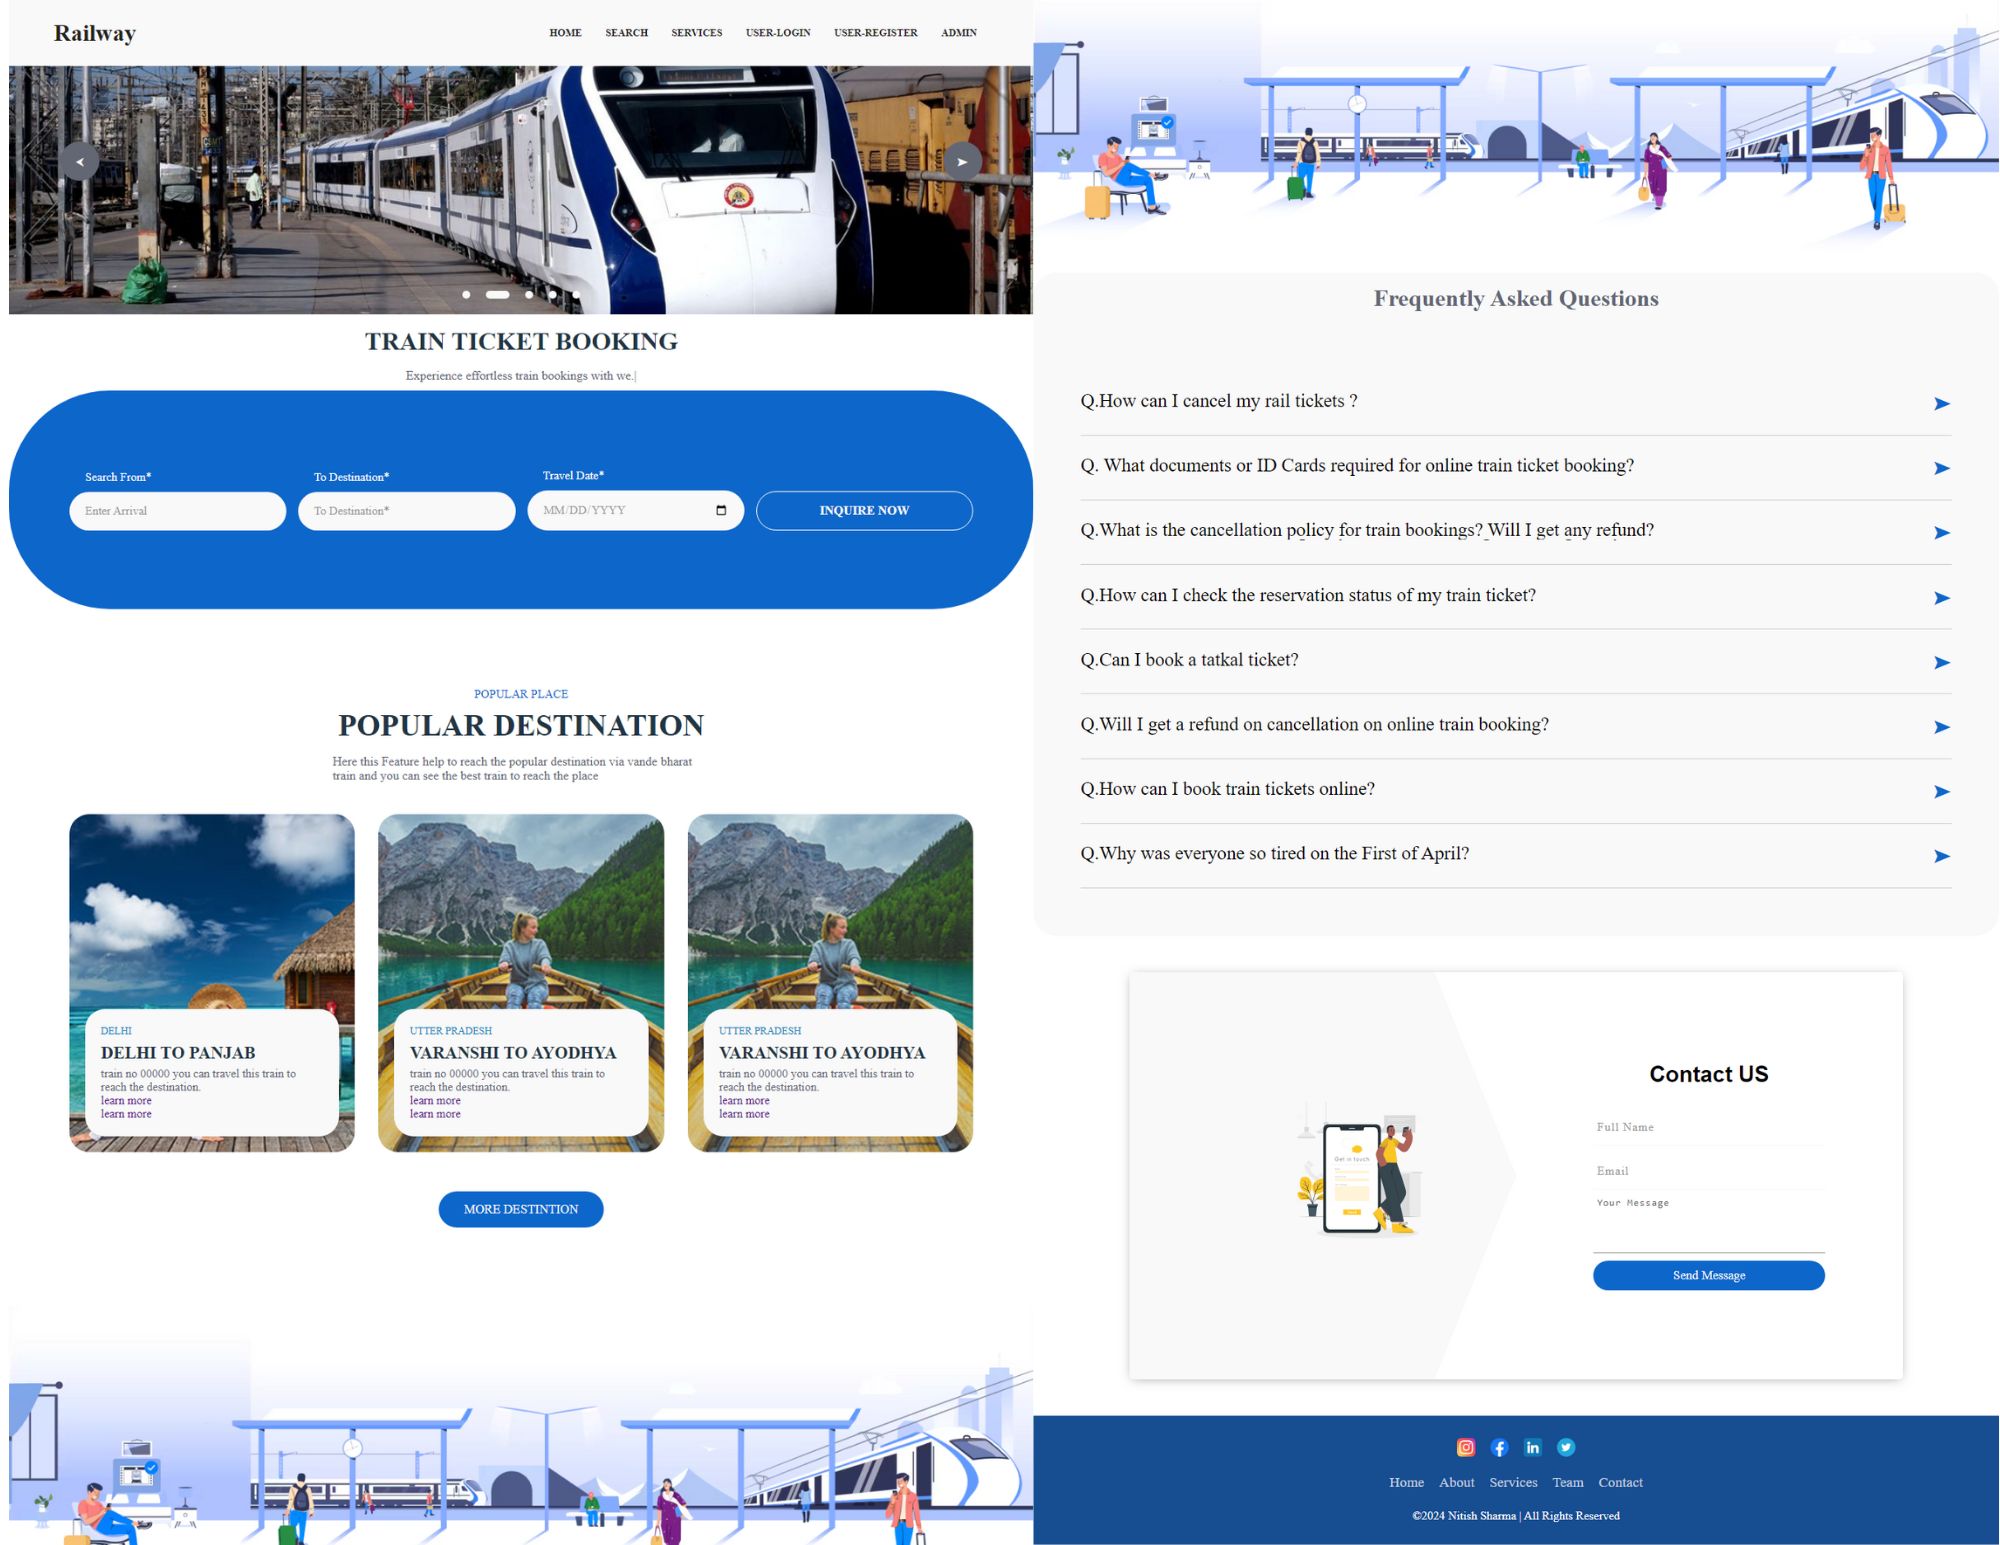 Railway
HOME SEARCH SERVICES USER-LOGIN USER-REGISTER ADMIN
TRAIN TICKET BOOKING
Experience effortless train bookings with we.|
Search From*
To Destination*
Travel Date*
Enter Arrival
To Destination*
MM/DD/YYYY
INQUIRE NOW
POPULAR PLACE
POPULAR DESTINATION
Here this Feature help to reach the popular destination via vande bharat
train and you can see the best train to reach the place
DELHI
DELHI TO PANJAB
train no 00000 you can travel this train to
reach the destination.
learn more
learn more
UTTER PRADESH
VARANSHI TO AYODHYA
train no 00000 you can travel this train to
reach the destination.
learn more
learn more
UTTER PRADESH
VARANSHI TO AYODHYA
train no 00000 you can travel this train to
reach the destination.
learn more
learn more
MORE DESTINTION
Frequently Asked Questions
Q.How can I cancel my rail tickets ?
Q. What documents or ID Cards required for online train ticket booking?
Q.What is the cancellation policy for train bookings? Will I get any refund?
Q.How can I check the reservation status of my train ticket?
Q.Can I book a tatkal ticket?
Q.Will I get a refund on cancellation on online train booking?
Q.How can I book train tickets online?
Q.Why was everyone so tired on the First of April?
Get in touch
Contact US
Full Name
Email
Your Message
Send Message
Home About Services Team Contact
©2024 Nitish Sharma | All Rights Reserved